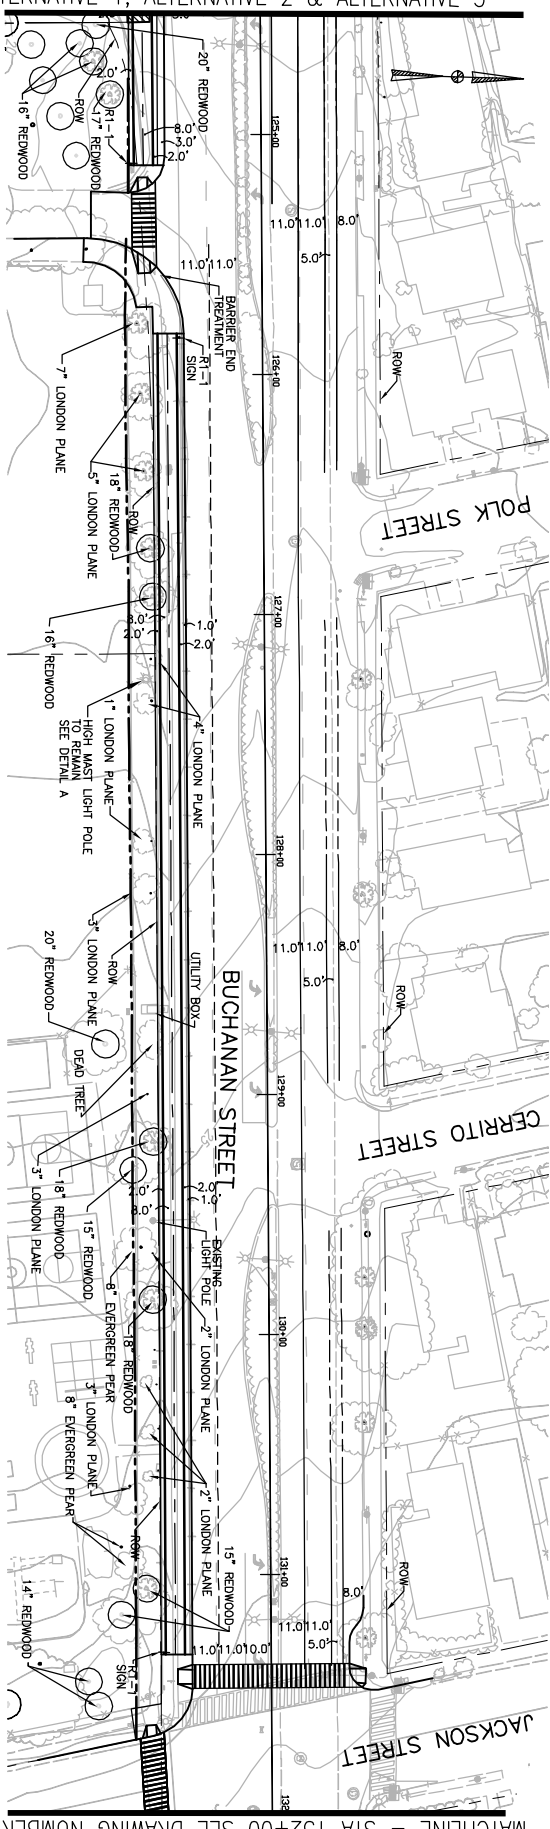 ALTERNATIVE 2 & ALTERNATIVE 3
3.0'
20" REDWOOD
2.0'
ROW
17" REDWOOD
R1-1
16" REDWOOD
8.0'
3.0'
2.0'
125+00
11.0' 11.0' 8.0'
5.0'
11.0' 11.0'
BARRIER END
TREATMENT
R1-1
SIGN
126+00
ROW
7" LONDON PLANE
5" LONDON PLANE
18" REDWOOD
ROW
POLK STREET
16" REDWOOD
8.0'
2.0'
1.0'
2.0'
127+00
4" LONDON PLANE
1" LONDON PLANE
HIGH MAST LIGHT POLE
TO REMAIN
SEE DETAIL A
128+00
3" LONDON PLANE
ROW
20" REDWOOD
UTILITY BOX
BUCHANAN STREET
11.0' 11.0' 8.0'
5.0'
ROW
DEAD TREE
129+00
CERRITO STREET
3" LONDON PLANE
18" REDWOOD
15" REDWOOD
2.0'
8.0'
2.0'
1.0'
EXISTING
LIGHT POLE
8" EVERGREEN PEAR
18" REDWOOD
2" LONDON PLANE
130+00
3" LONDON PLANE
8" EVERGREEN PEAR
2" LONDON PLANE
ROW
15" REDWOOD
131+00
ROW
8.0'
14" REDWOOD
R1-1
SIGN
11.0' 11.0' 10.0'
11.0' 11.0'
5.0'
JACKSON STREET
132
MATCHLINE - STA 132+00 SEE DRAWING NUMBER